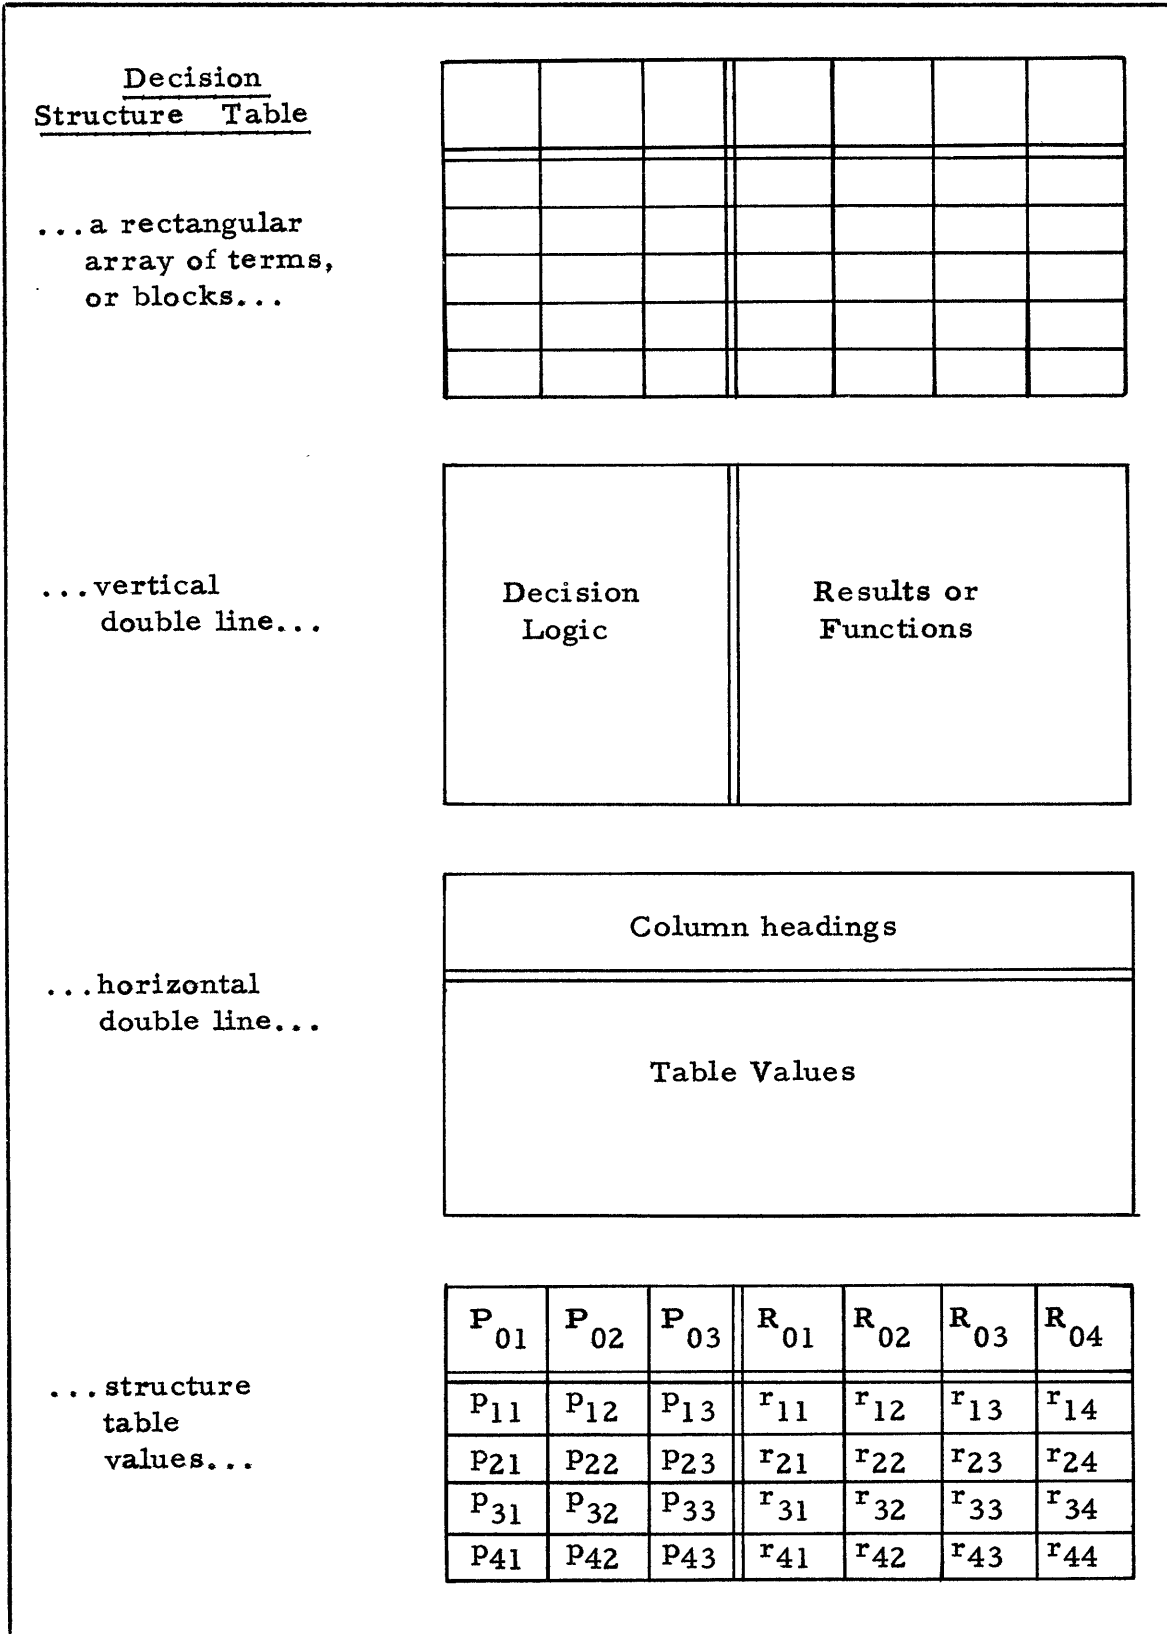 Decision
Structure Table
...a rectangular
array of terms,
or blocks...
...vertical
double line...
Decision
Logic
Results or
Functions
...horizontal
double line...
Column headings
Table Values
...structure
table
values...
P01 P02 P03 R01 R02 R03 R04
p11 p12 p13 r11 r12 r13 r14
p21 p22 p23 r21 r22 r23 r24
p31 p32 p33 r31 r32 r33 r34
p41 p42 p43 r41 r42 r43 r44